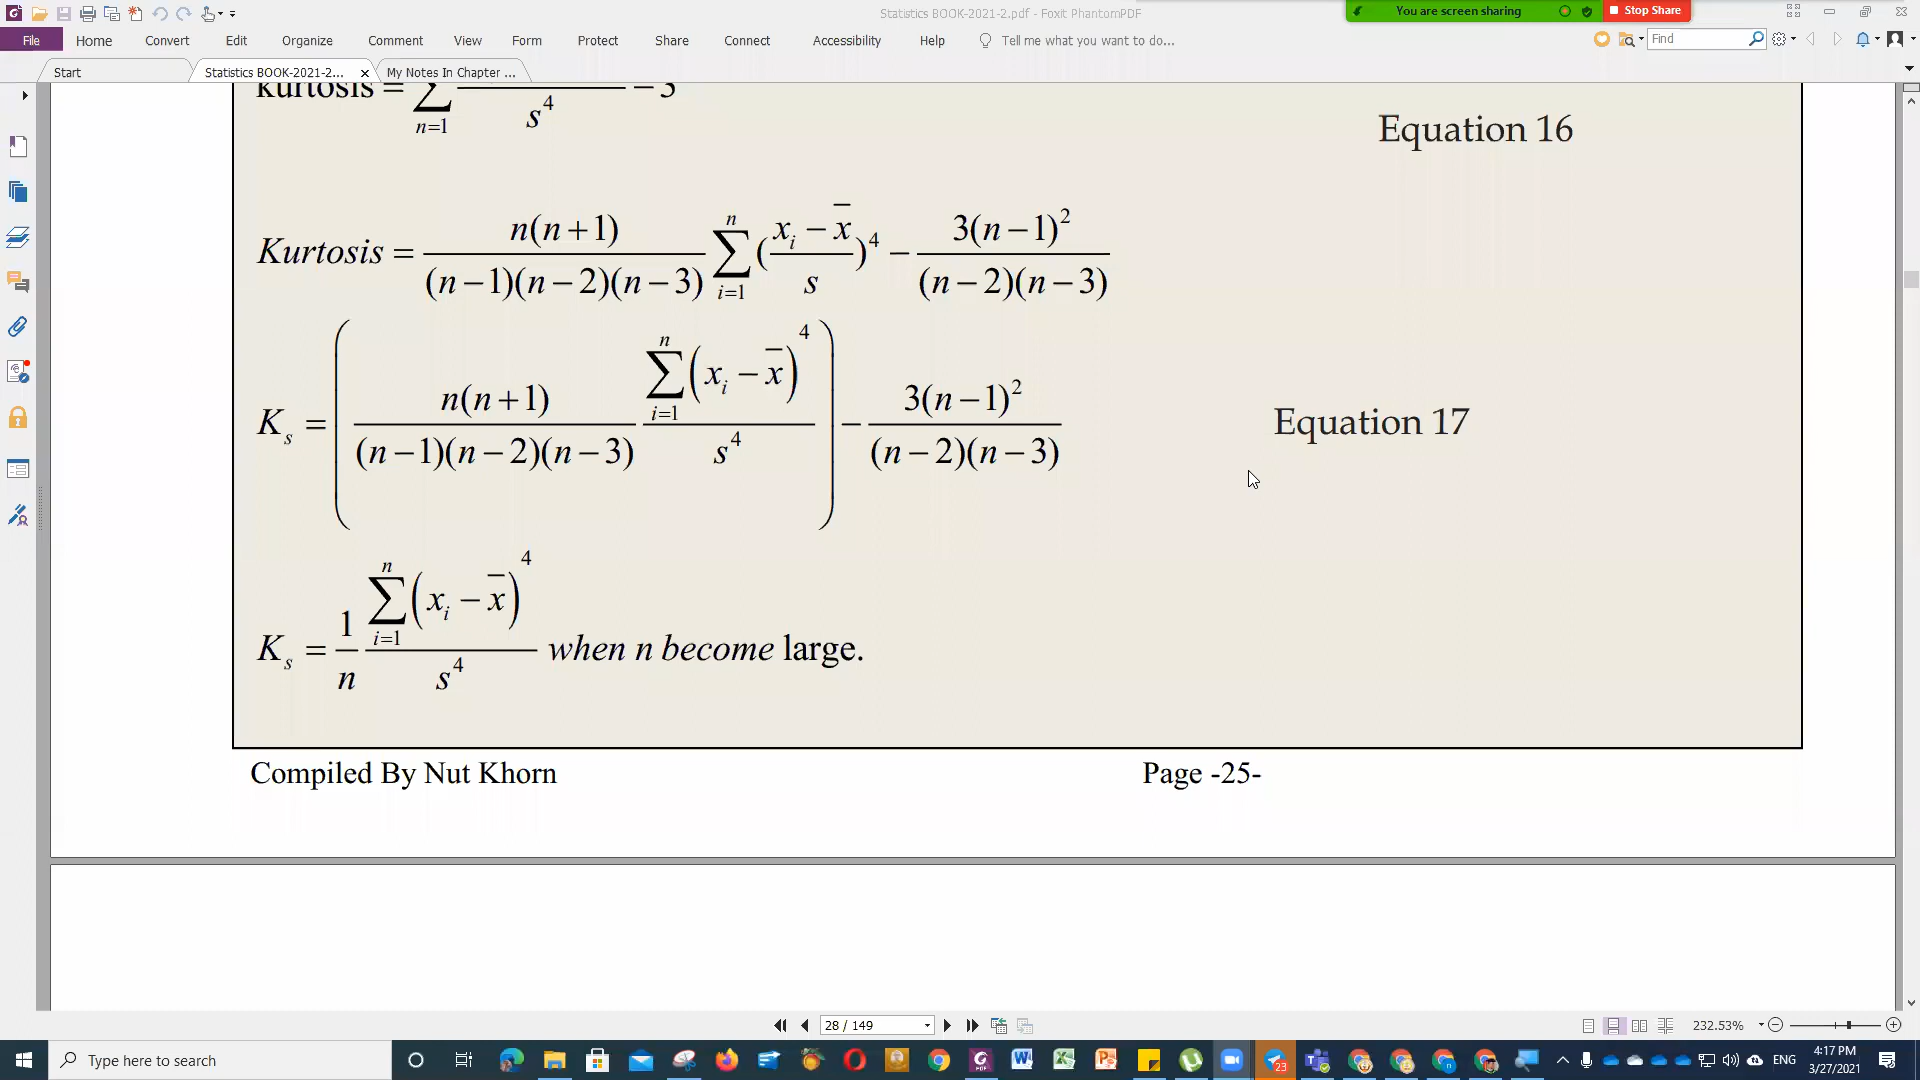 Statistics BOOK-2021-2.pdf - Foxit PhantomPDF
You are screen sharing
Stop Share
File Home Convert Edit Organize Comment View Form Protect Share Connect Accessibility Help Tell me what you want to do... Find
Start Statistics BOOK-2021-2... My Notes In Chapter ...
kurtosis = ∑ n=1 s^4 − 3
Equation 16
Kurtosis = n(n+1) / (n−1)(n−2)(n−3) ∑_{i=1}^{n} ((x_i − x̄) / s)^4 − 3(n−1)^2 / (n−2)(n−3)
K_s = ( n(n+1) / (n−1)(n−2)(n−3) ∑_{i=1}^{n} (x_i − x̄)^4 / s^4 ) − 3(n−1)^2 / (n−2)(n−3)
Equation 17
K_s = 1/n ∑_{i=1}^{n} (x_i − x̄)^4 / s^4 when n become large.
Compiled By Nut Khorn Page -25-
28 / 149
232.53%
Type here to search
23
ENG
4:17 PM
3/27/2021